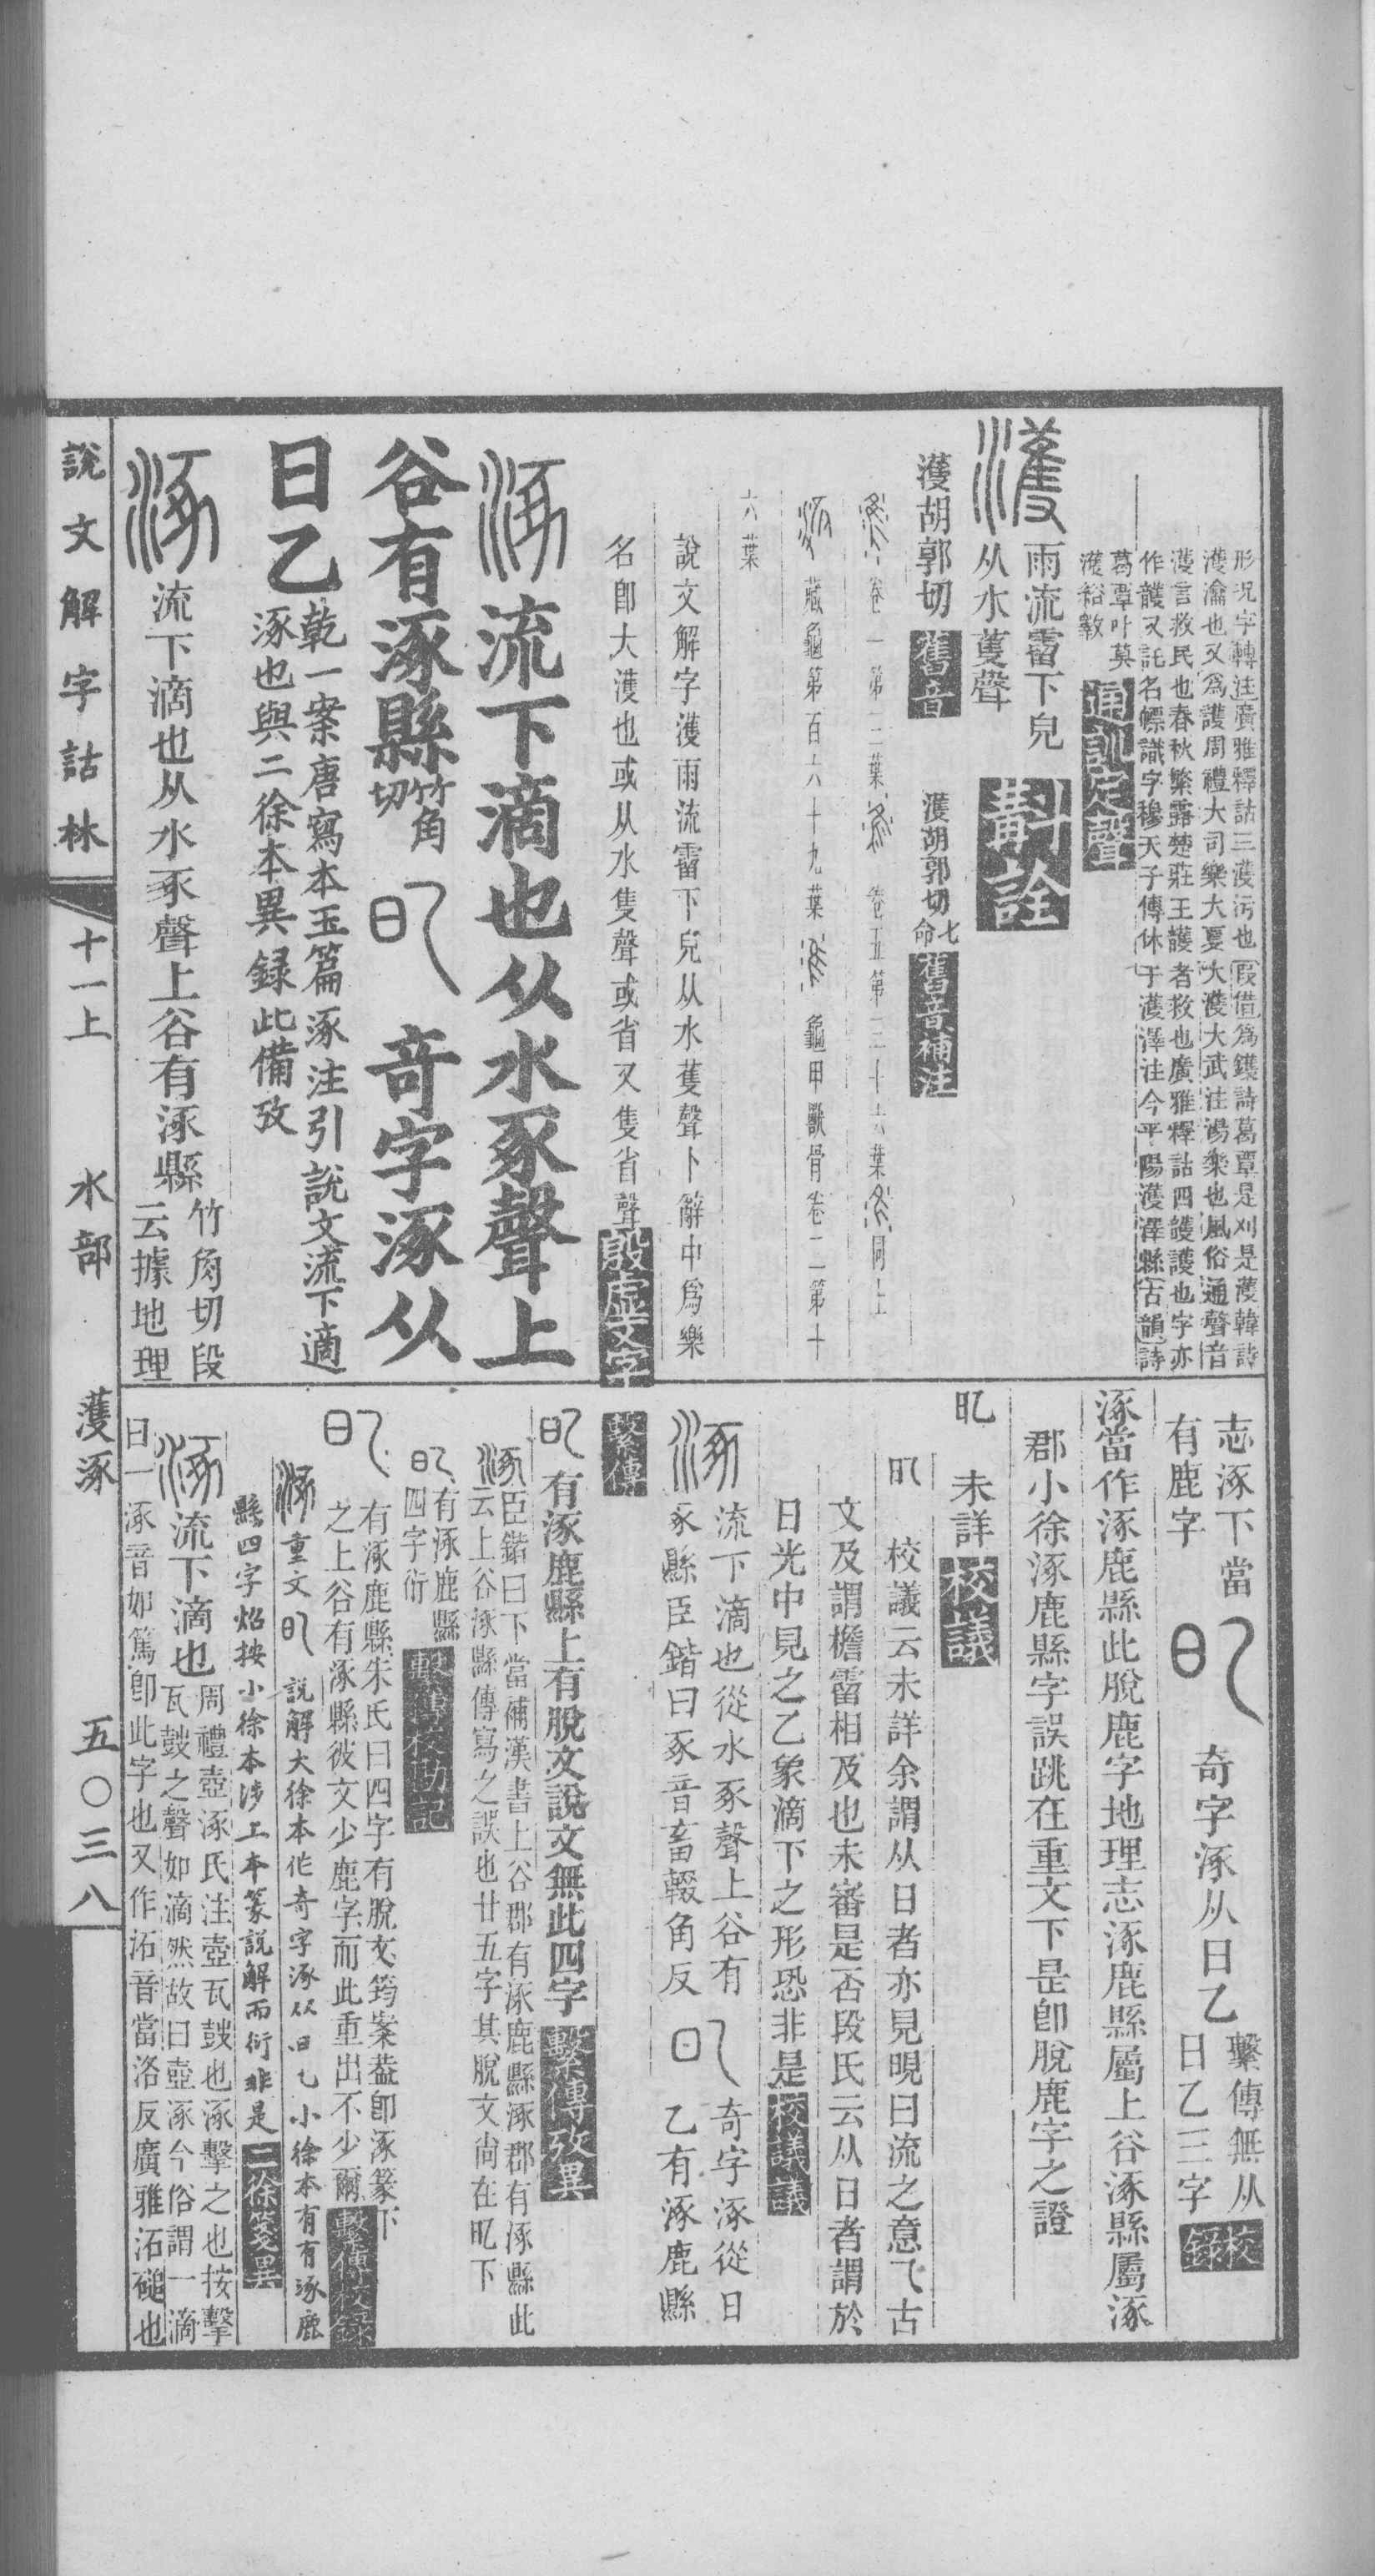 形況字轉注廣雅釋詁三濩污也叚借爲鑊詩葛覃是刈是濩韓詩
濩瀹也又爲護周禮大司樂大夏大濩大武注湯樂也風俗通聲音
濩言救民也春秋繁露楚莊王護者救也廣雅釋詁四頀護也字亦
作頀又託名幖識字穆天子傳休于濩澤注今平陽濩澤縣古韻詩
葛覃叶莫
濩綌斁通訓定聲
濩雨流霤下皃
从水蒦聲斠詮
濩胡郭切舊音　濩胡郭切七命舊音補注
卷一第三葉　卷五第三十六葉　同上
藏龜第百六十九葉　龜甲獸骨卷二第十
六葉
說文解字濩雨流霤下皃从水蒦聲卜辭中爲樂
名卽大濩也或从水隻聲或省又隻省聲殷虛文字
涿流下滴也从水豖聲上
谷有涿縣竹角切　奇字涿从
日乙乾一案唐寫本玉篇涿注引說文流下適
涿也與二徐本異録此備攷
涿流下滴也从水豖聲上谷有涿縣竹角切段
云據地理
志涿下當
有鹿字　奇字涿从日乙繫傳無从
日乙三字校錄
涿當作涿鹿縣此脫鹿字地理志涿鹿縣屬上谷涿縣屬涿
郡小徐涿鹿縣字誤跳在重文下是卽脫鹿字之證
未詳校議
校議云未詳余謂从日者亦見晛曰流之意乁古
文及謂檐霤相及也未審是否段氏云从日者謂於
日光中見之乙象滴下之形恐非是校議議
涿流下滴也從水豖聲上谷有
涿縣臣鍇曰豖音畜輟角反　奇字涿從日
乙有涿鹿縣
繫傳
有涿鹿縣上有脫文說文無此四字繫傳攷異
涿臣鍇曰下當補漢書上谷郡有涿鹿縣涿郡有涿縣此
云上谷涿縣傳寫之誤也廿五字其脫文尚在下
有涿鹿縣
四字衍繫傳校勘記
有涿鹿縣朱氏曰四字有脫文筠案葢卽涿篆下
之上谷有涿縣彼文少鹿字而此重出不少爾繫傳校録
涿重文　說解大徐本作奇字涿从日乙小徐本有有涿鹿
縣四字炤按小徐本涉上本篆說解而衍非是二徐箋異
涿流下滴也周禮壺涿氏注壺瓦鼓也涿擊之也按擊
瓦鼓之聲如滴然故曰壺涿今俗謂一滴
曰一涿音如篤卽此字也又作沰音當洛反廣雅沰磓也
說文解字詁林　十一上　水部　濩涿　五〇三八